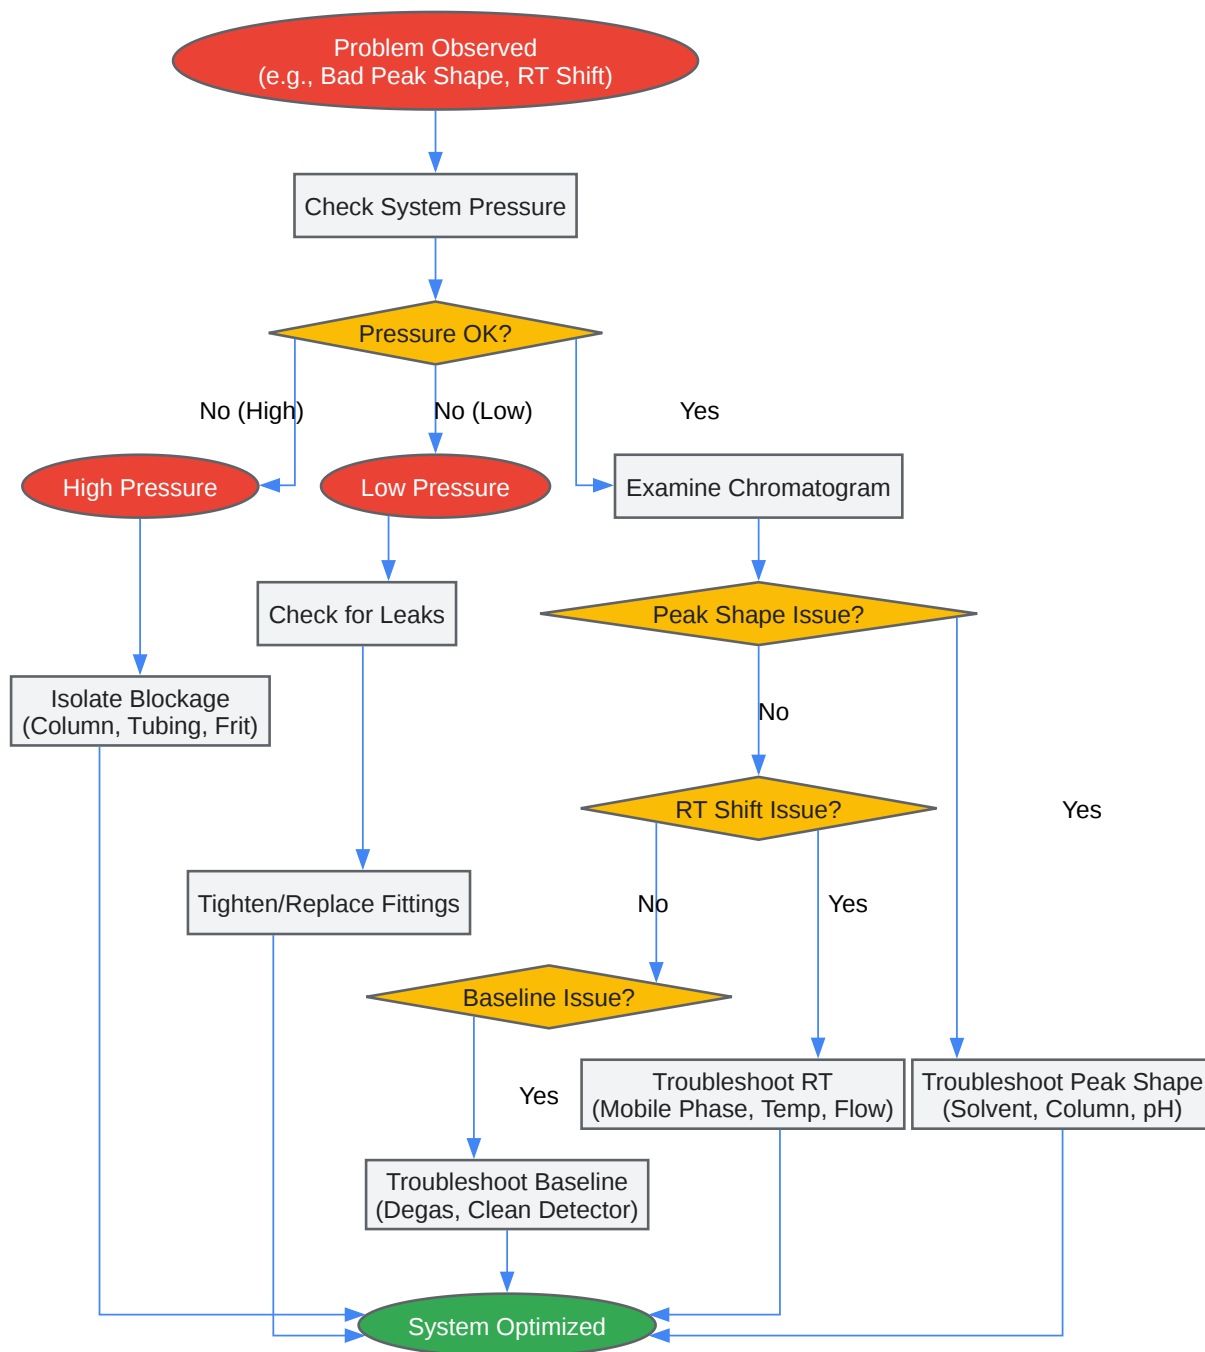 Problem Observed
(e.g., Bad Peak Shape, RT Shift)
Check System Pressure
Pressure OK?
No (High)
No (Low)
Yes
High Pressure
Low Pressure
Examine Chromatogram
Check for Leaks
Peak Shape Issue?
Isolate Blockage
(Column, Tubing, Frit)
No
RT Shift Issue?
Yes
Tighten/Replace Fittings
No
Yes
Baseline Issue?
Yes
Troubleshoot RT
(Mobile Phase, Temp, Flow)
Troubleshoot Peak Shape
(Solvent, Column, pH)
Troubleshoot Baseline
(Degas, Clean Detector)
System Optimized